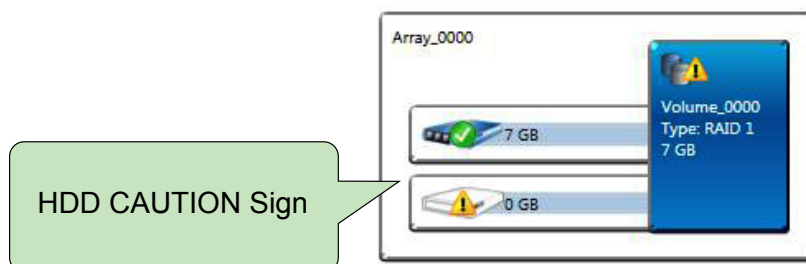 Array_0000
Volume_0000
Type: RAID 1
7 GB
7 GB
0 GB
HDD CAUTION Sign